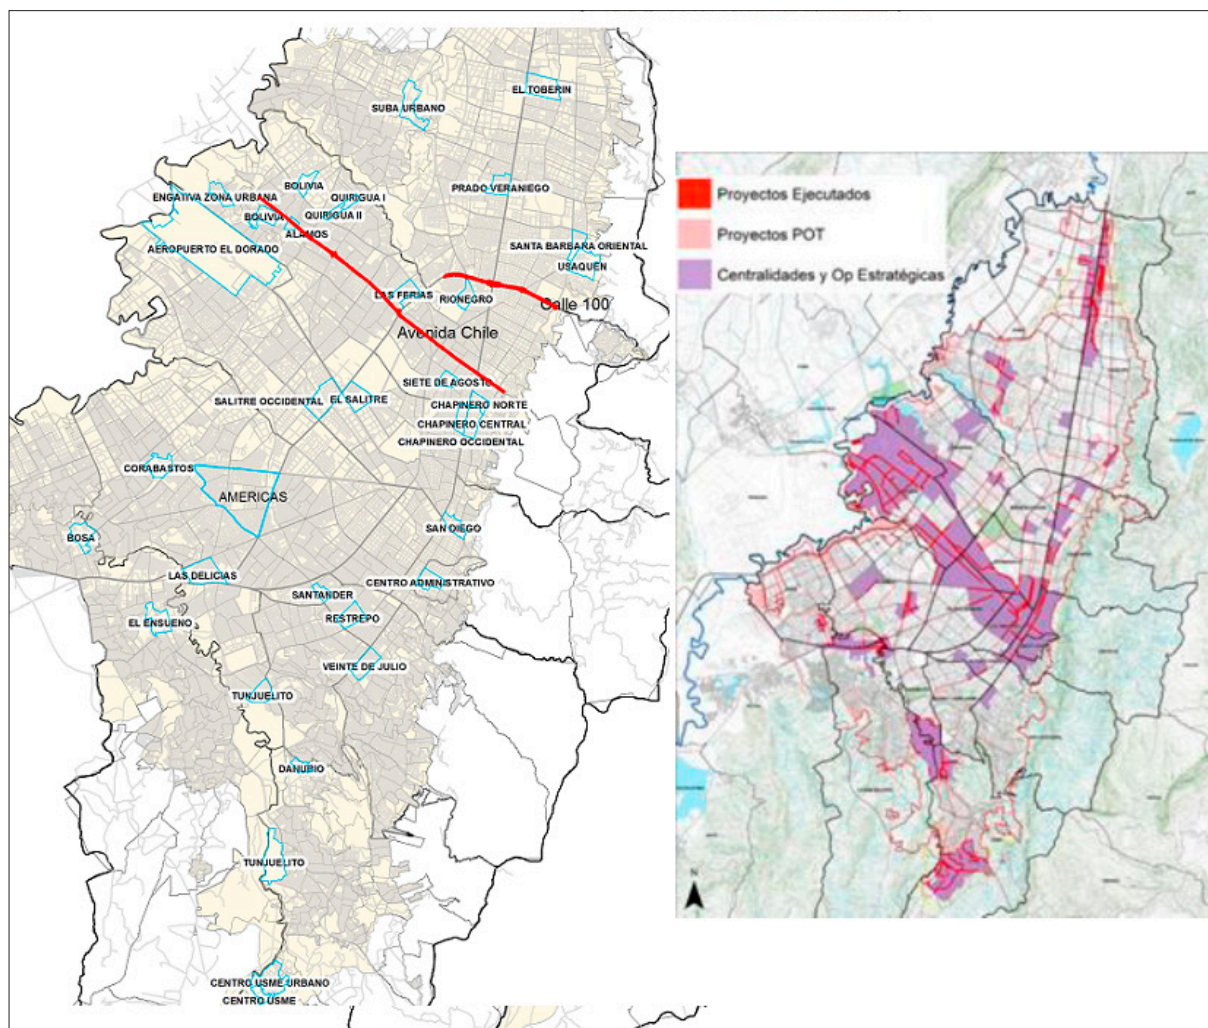 EL TOBERIN
SUBA URBANO
BOLIVIA
ENGATIVA ZONA URBANA
QUIRIGUA I
PRADO VERANIEGO
BOLIVIA
QUIRIGUA II
ALAMOS
AEROPUERTO EL DORADO
SANTA BARBARA ORIENTAL
USAQUEN
LAS FERIAS
RIONEGRO
Calle 100
Avenida Chile
SIETE DE AGOSTO
SALITRE OCCIDENTAL
EL SALITRE
CHAPINERO NORTE
CHAPINERO CENTRAL
CHAPINERO OCCIDENTAL
CORABASTOS
AMERICAS
SAN DIEGO
BOSA
LAS DELICIAS
CENTRO ADMINISTRATIVO
SANTANDER
EL ENSUENO
RESTREPO
VEINTE DE JULIO
TUNJUELITO
DANUBIO
TUNJUELITO
CENTRO USME URBANO
CENTRO USME
Proyectos Ejecutados
Proyectos POT
Centralidades y Op Estratégicas
N